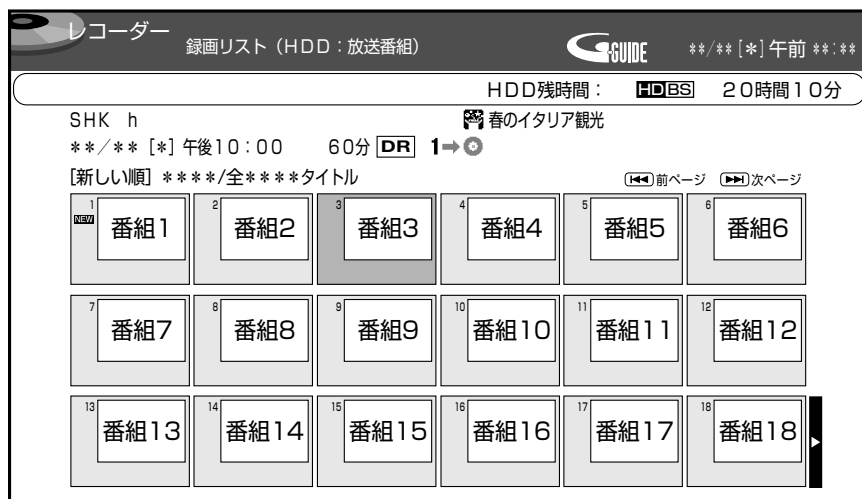 レコーダー
録画リスト（HDD：放送番組） G-GUIDE **/** [*] 午前 **:**
HDD残時間： HD BS 20時間10分
SHK h 春のイタリア観光
**/** [*] 午後10：00 60分 DR 1➡
[新しい順] ****/全****タイトル ⏮前ページ ⏭次ページ
1 NEW 番組1 2 番組2 3 番組3 4 番組4 5 番組5 6 番組6
7 番組7 8 番組8 9 番組9 10 番組10 11 番組11 12 番組12
13 番組13 14 番組14 15 番組15 16 番組16 17 番組17 18 番組18